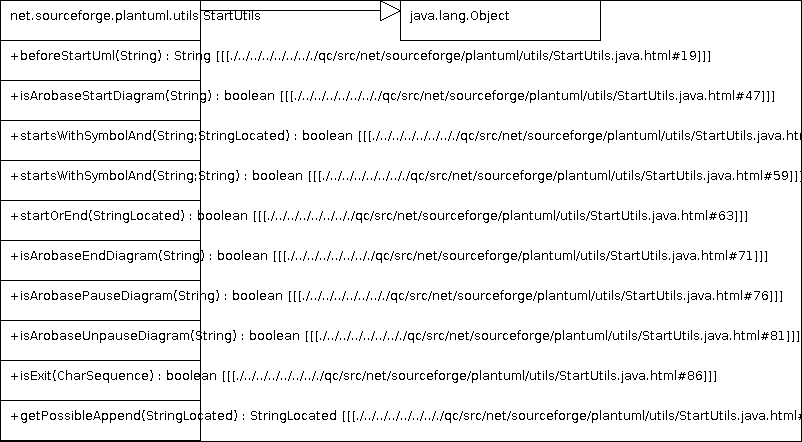 net.sourceforge.plantuml.utils.StartUtils
java.lang.Object
+beforeStartUml(String) : String [[[./../../../../../../../qc/src/net/sourceforge/plantuml/utils/StartUtils.java.html#19]]]
+isArobaseStartDiagram(String) : boolean [[[./../../../../../../../qc/src/net/sourceforge/plantuml/utils/StartUtils.java.html#47]]]
+startsWithSymbolAnd(String;StringLocated) : boolean [[[./../../../../../../../qc/src/net/sourceforge/plantuml/utils/StartUtils.java.htm
+startsWithSymbolAnd(String;String) : boolean [[[./../../../../../../../qc/src/net/sourceforge/plantuml/utils/StartUtils.java.html#59]]]
+startOrEnd(StringLocated) : boolean [[[./../../../../../../../qc/src/net/sourceforge/plantuml/utils/StartUtils.java.html#63]]]
+isArobaseEndDiagram(String) : boolean [[[./../../../../../../../qc/src/net/sourceforge/plantuml/utils/StartUtils.java.html#71]]]
+isArobasePauseDiagram(String) : boolean [[[./../../../../../../../qc/src/net/sourceforge/plantuml/utils/StartUtils.java.html#76]]]
+isArobaseUnpauseDiagram(String) : boolean [[[./../../../../../../../qc/src/net/sourceforge/plantuml/utils/StartUtils.java.html#81]]]
+isExit(CharSequence) : boolean [[[./../../../../../../../qc/src/net/sourceforge/plantuml/utils/StartUtils.java.html#86]]]
+getPossibleAppend(StringLocated) : StringLocated [[[./../../../../../../../qc/src/net/sourceforge/plantuml/utils/StartUtils.java.html#